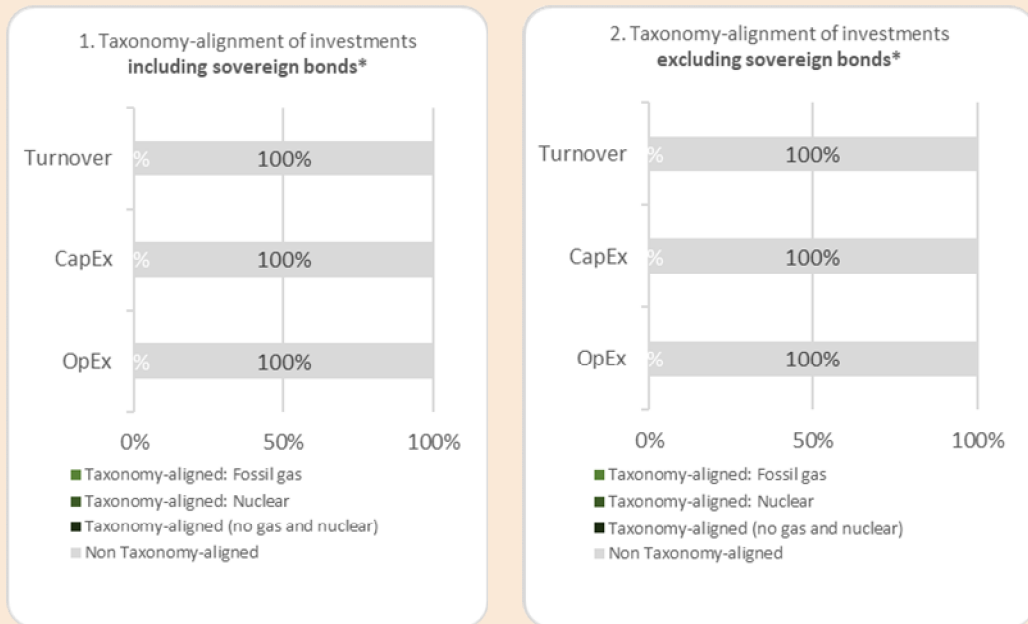 1. Taxonomy-alignment of investments
including sovereign bonds*
Turnover
%
100%
CapEx
%
100%
OpEx
%
100%
0%
50%
100%
Taxonomy-aligned: Fossil gas
Taxonomy-aligned: Nuclear
Taxonomy-aligned (no gas and nuclear)
Non Taxonomy-aligned
2. Taxonomy-alignment of investments
excluding sovereign bonds*
Turnover
%
100%
CapEx
%
100%
OpEx
%
100%
0%
50%
100%
Taxonomy-aligned: Fossil gas
Taxonomy-aligned: Nuclear
Taxonomy-aligned (no gas and nuclear)
Non Taxonomy-aligned